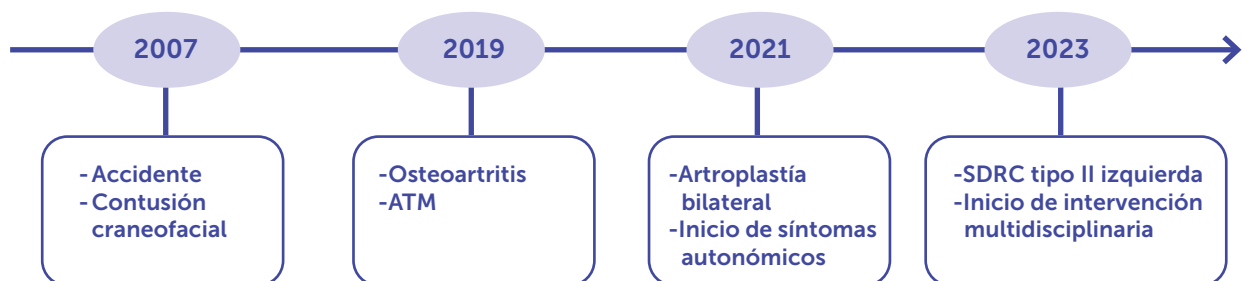 2007
2019
2021
2023
-Accidente
-Contusión
craneofacial
-Osteoartritis
-ATM
-Artroplastía
bilateral
-Inicio de síntomas
autonómicos
-SDRC tipo II izquierda
-Inicio de intervención
multidisciplinaria